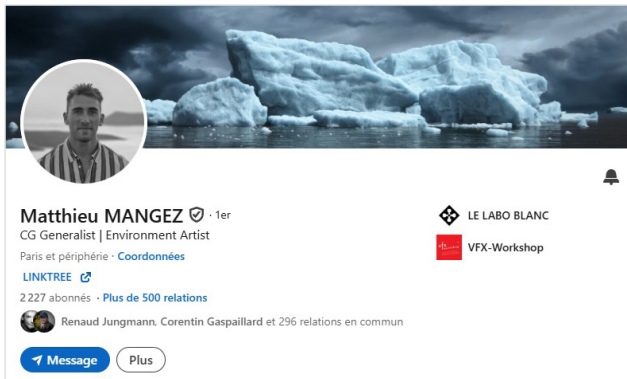 Matthieu MANGEZ · 1er
CG Generalist | Environment Artist
Paris et périphérie · Coordonnées
LINKTREE
2 227 abonnés · Plus de 500 relations
Renaud Jungmann, Corentin Gaspaillard et 296 relations en commun
Message
Plus
LE LABO BLANC
VFX-Workshop